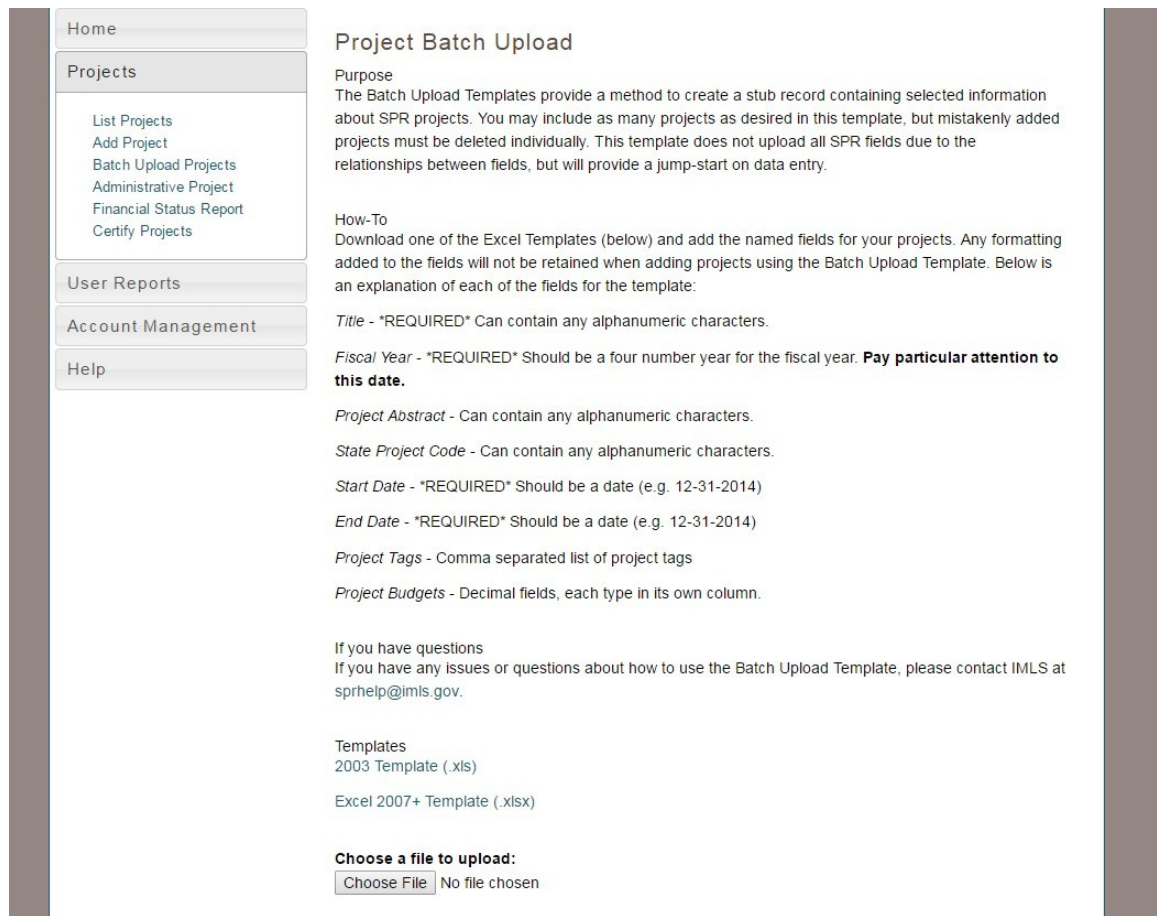 Home
Projects
List Projects
Add Project
Batch Upload Projects
Administrative Project
Financial Status Report
Certify Projects
User Reports
Account Management
Help
Project Batch Upload
Purpose
The Batch Upload Templates provide a method to create a stub record containing selected information
about SPR projects. You may include as many projects as desired in this template, but mistakenly added
projects must be deleted individually. This template does not upload all SPR fields due to the
relationships between fields, but will provide a jump-start on data entry.
How-To
Download one of the Excel Templates (below) and add the named fields for your projects. Any formatting
added to the fields will not be retained when adding projects using the Batch Upload Template. Below is
an explanation of each of the fields for the template:
Title - *REQUIRED* Can contain any alphanumeric characters.
Fiscal Year - *REQUIRED* Should be a four number year for the fiscal year. Pay particular attention to
this date.
Project Abstract - Can contain any alphanumeric characters.
State Project Code - Can contain any alphanumeric characters.
Start Date - *REQUIRED* Should be a date (e.g. 12-31-2014)
End Date - *REQUIRED* Should be a date (e.g. 12-31-2014)
Project Tags - Comma separated list of project tags
Project Budgets - Decimal fields, each type in its own column.
If you have questions
If you have any issues or questions about how to use the Batch Upload Template, please contact IMLS at
sprhelp@imls.gov.
Templates
2003 Template (.xls)
Excel 2007+ Template (.xlsx)
Choose a file to upload:
Choose File No file chosen